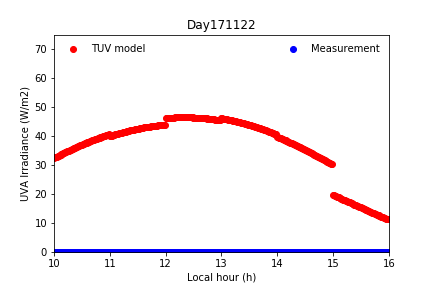 Day171122
TUV model
Measurement
UVA Irradiance (W/m2)
70
60
50
40
30
20
10
0
10 11 12 13 14 15 16
Local hour (h)